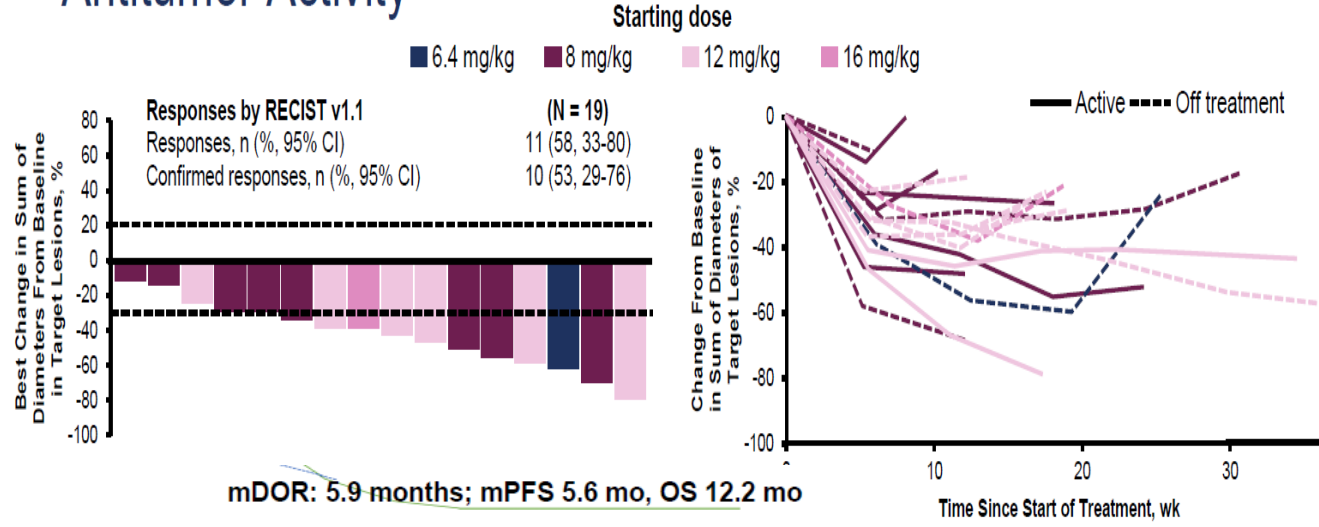 Antitumor Activity
Starting dose
6.4 mg/kg 8 mg/kg 12 mg/kg 16 mg/kg
Best Change in Sum of
Diameters From Baseline
in Target Lesions, %
80
60
40
20
0
-20
-40
-60
-80
-100
Responses by RECIST v1.1 (N = 19)
Responses, n (%, 95% CI) 11 (58, 33-80)
Confirmed responses, n (%, 95% CI) 10 (53, 29-76)
Change From Baseline
in Sum of Diameters of
Target Lesions, %
0
-20
-40
-60
-80
-100
Active Off treatment
10 20 30
Time Since Start of Treatment, wk
mDOR: 5.9 months; mPFS 5.6 mo, OS 12.2 mo